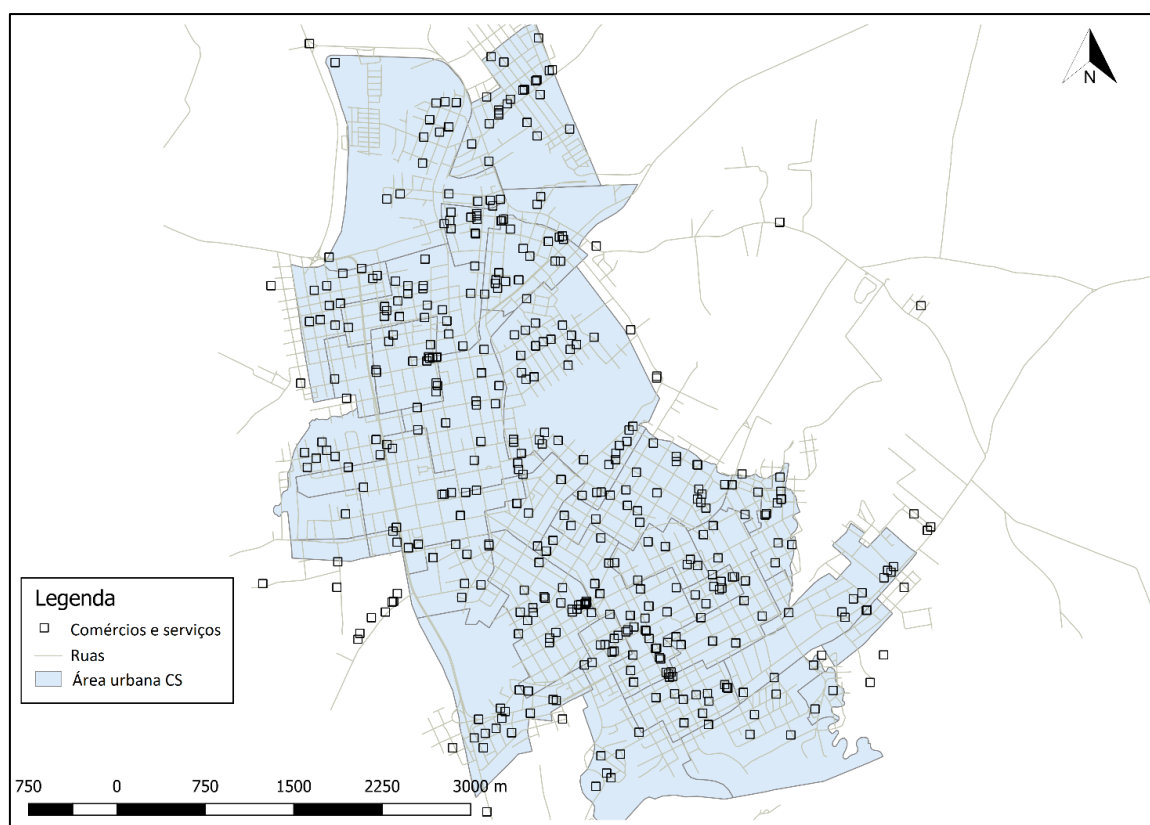 N
Legenda
Comércios e serviços
Ruas
Área urbana CS
750 0 750 1500 2250 3000 m